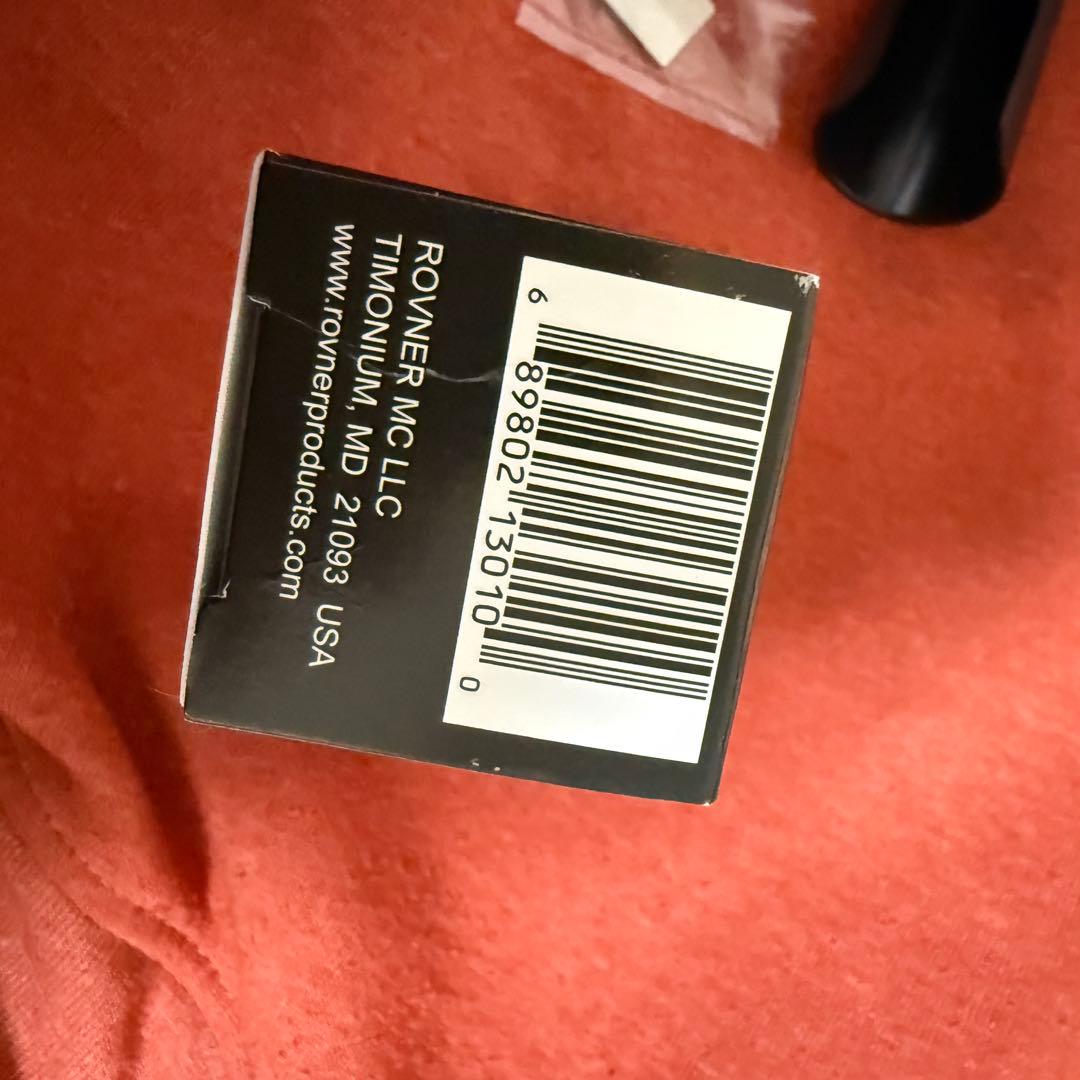 6 89802 13010 0
ROVNER MC LLC
TIMONIUM, MD 21093 USA
www.rovnerproducts.com